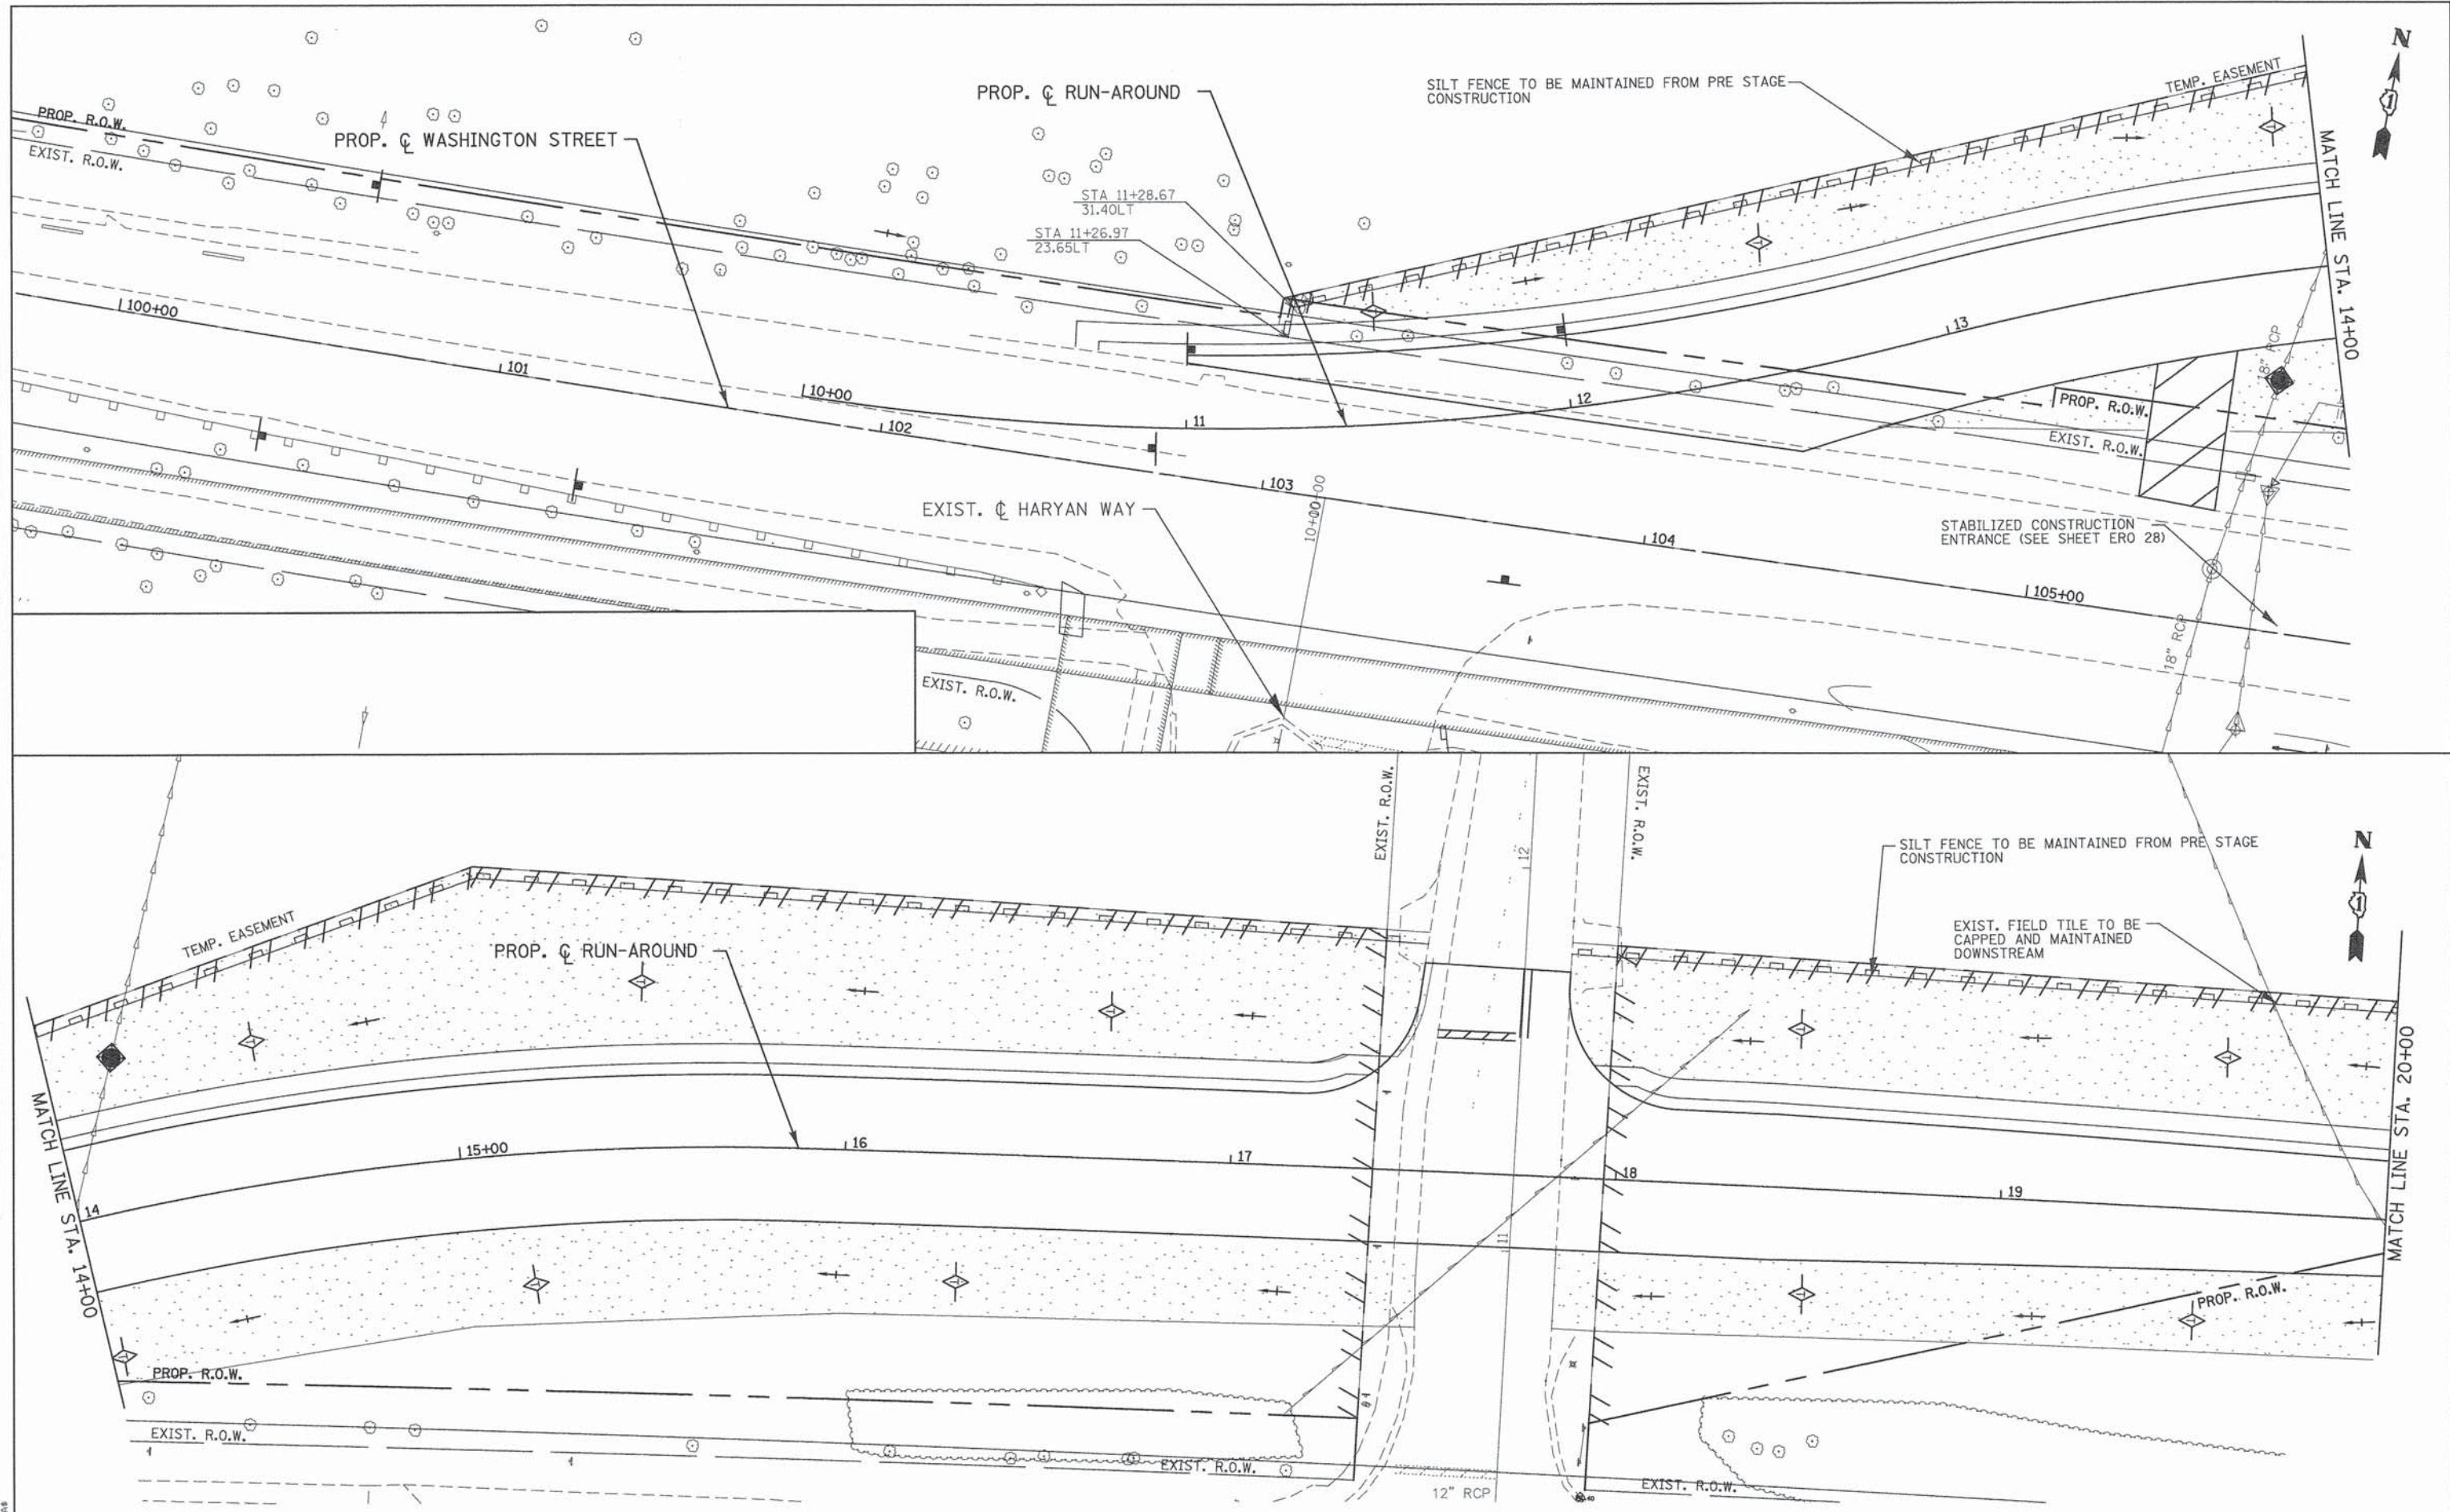 N
1
TEMP. EASEMENT
SILT FENCE TO BE MAINTAINED FROM PRE STAGE
CONSTRUCTION
PROP. ℄ RUN-AROUND
PROP. R.O.W.
PROP. ℄ WASHINGTON STREET
EXIST. R.O.W.
STA 11+28.67
31.40LT
STA 11+26.97
23.65LT
MATCH LINE STA. 14+00
100+00
101
10+00
102
11
12
13
18" RCP
PROP. R.O.W.
EXIST. R.O.W.
103
10+00.00
EXIST. ℄ HARYAN WAY
104
STABILIZED CONSTRUCTION
ENTRANCE (SEE SHEET ERO 28)
105+00
18" RCP
EXIST. R.O.W.
EXIST. R.O.W.
EXIST. R.O.W.
12
SILT FENCE TO BE MAINTAINED FROM PRE STAGE
CONSTRUCTION
N
1
TEMP. EASEMENT
PROP. ℄ RUN-AROUND
EXIST. FIELD TILE TO BE
CAPPED AND MAINTAINED
DOWNSTREAM
MATCH LINE STA. 14+00
14
15+00
16
17
18
19
11
MATCH LINE STA. 20+00
PROP. R.O.W.
PROP. R.O.W.
EXIST. R.O.W.
EXIST. R.O.W.
12" RCP
EXIST. R.O.W.